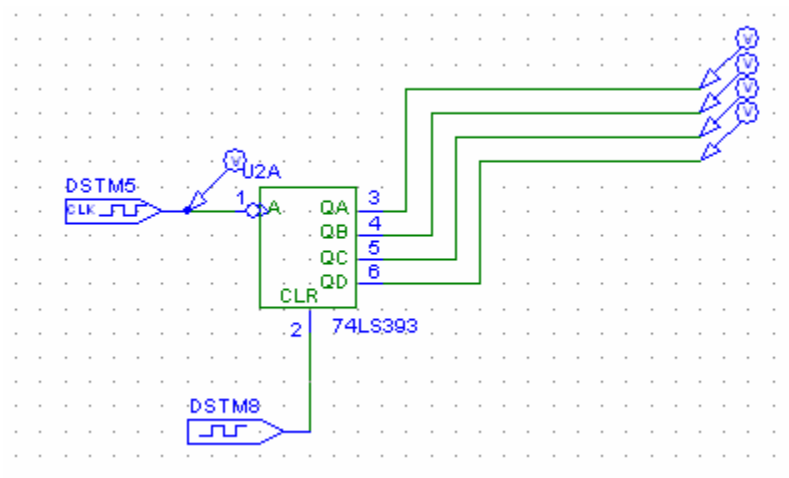 V
V
V
V
V
U2A
DSTM5
CLK
1
A
QA
3
QB
4
QC
5
QD
6
CLR
2
74LS393
DSTM8